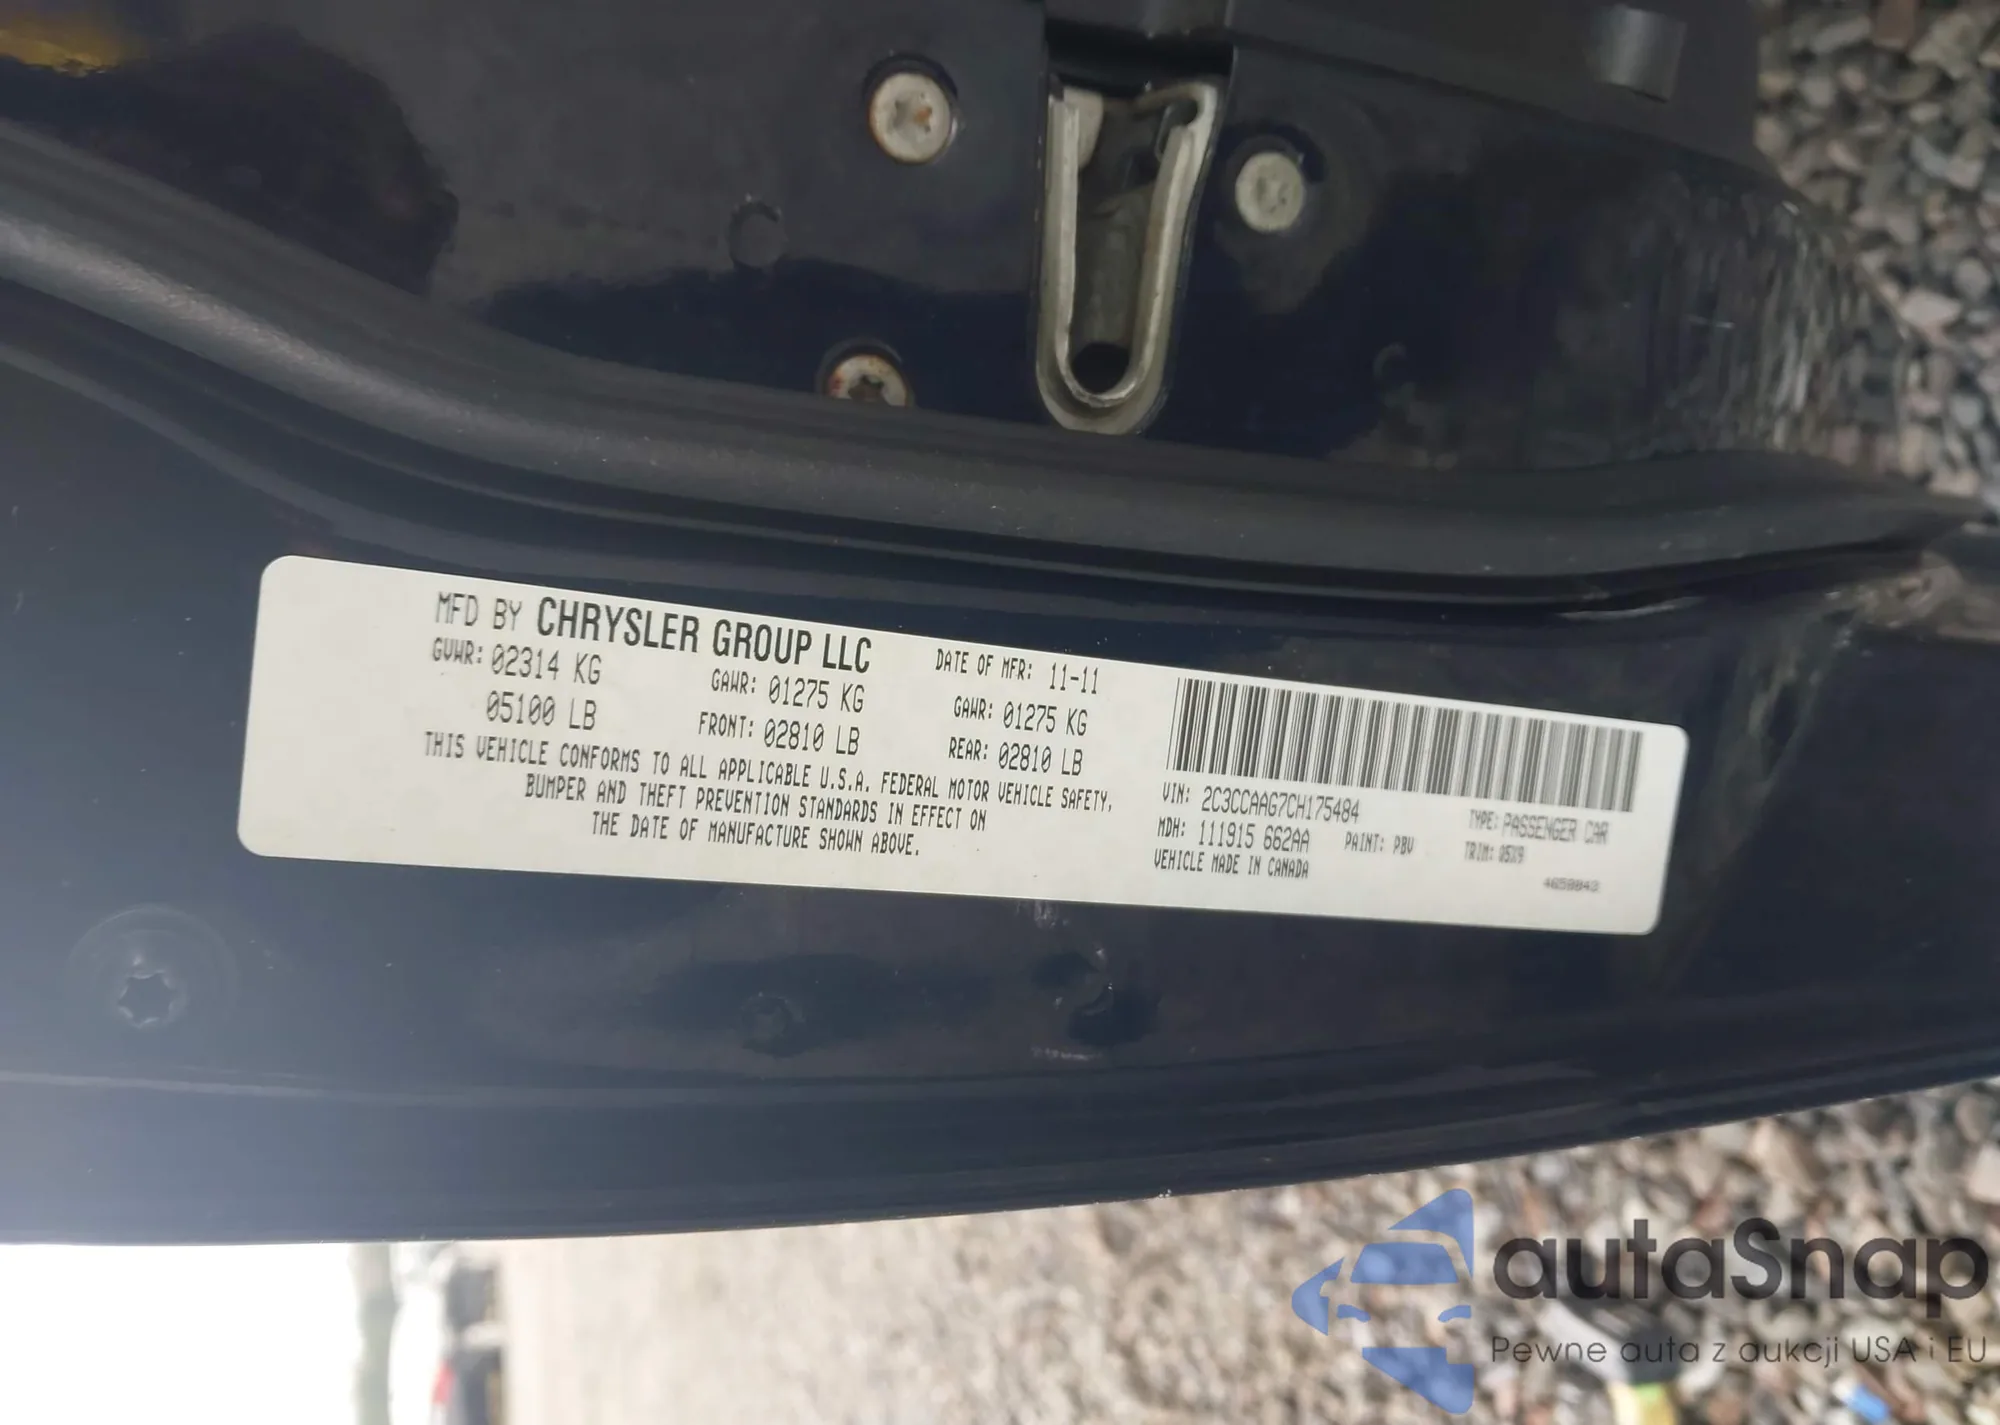 MFD BY CHRYSLER GROUP LLC DATE OF MFR: 11-11
GVWR: 02314 KG GAWR: 01275 KG GAWR: 01275 KG
05100 LB FRONT: 02810 LB REAR: 02810 LB
THIS VEHICLE CONFORMS TO ALL APPLICABLE U.S.A. FEDERAL MOTOR VEHICLE SAFETY,
BUMPER AND THEFT PREVENTION STANDARDS IN EFFECT ON
THE DATE OF MANUFACTURE SHOWN ABOVE.
VIN: 2C3CCAAG7CH175484 TYPE: PASSENGER CAR
MDH: 111915 662AA PAINT: PBV TRIM: 05X9
VEHICLE MADE IN CANADA
autaSnap
Pewne auta z aukcji USA i EU